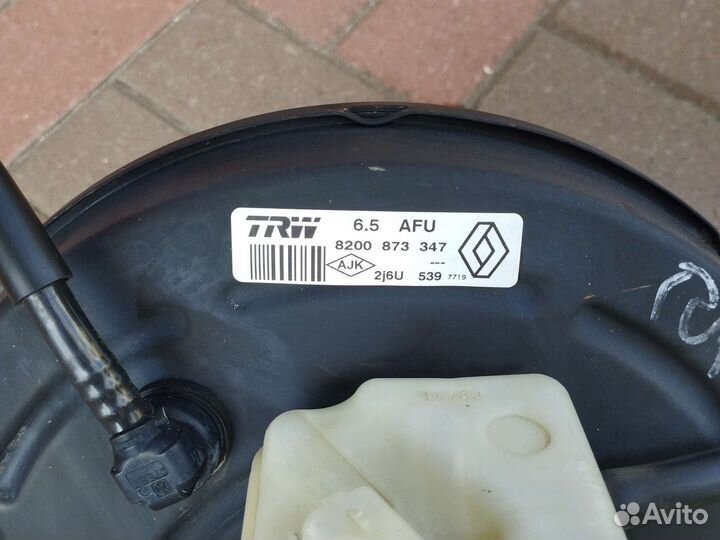 TRW 6.5 AFU
8200 873 347
AJK ---
2j6U 539 7719
Avito